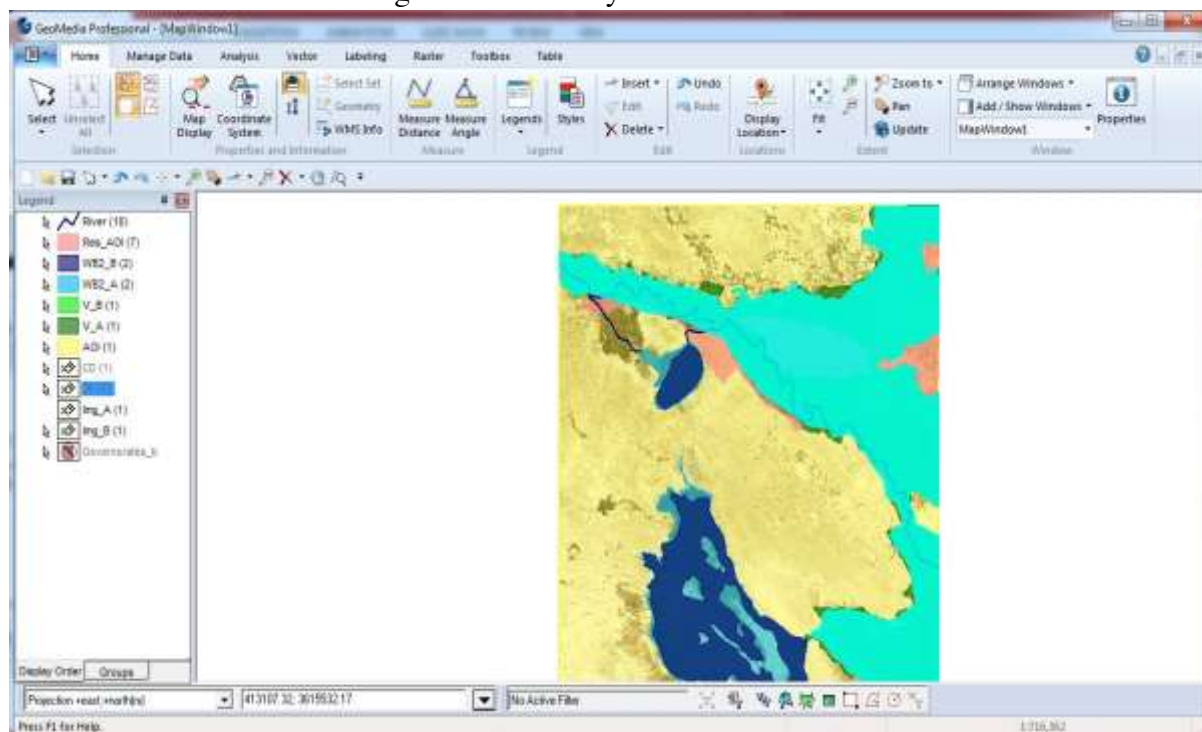 GeoMedia Professional - [MapWindow1]
Home Manage Data Analysis Vector Labeling Raster Toolbox Table
Select Set
Geometry
WMS Info
Insert
Edit
Delete
Undo
Redo
Zoom to
Pan
Update
Arrange Windows
Add / Show Windows
MapWindow1
Select
Map Display
Coordinate System
Measure Distance
Measure Angle
Legends
Styles
Display Location
Fit
Properties
Selection
Properties and Information
Measure
Legend
Edit
Locations
Extent
Window
Legend
River (10)
Res_AOI (7)
WB2_B (2)
WB2_A (2)
V_B (1)
V_A (1)
AOI (1)
CD (1)
Img_A (1)
Img_B (1)
Display Order Groups
No Active Filter
Press F1 for Help.